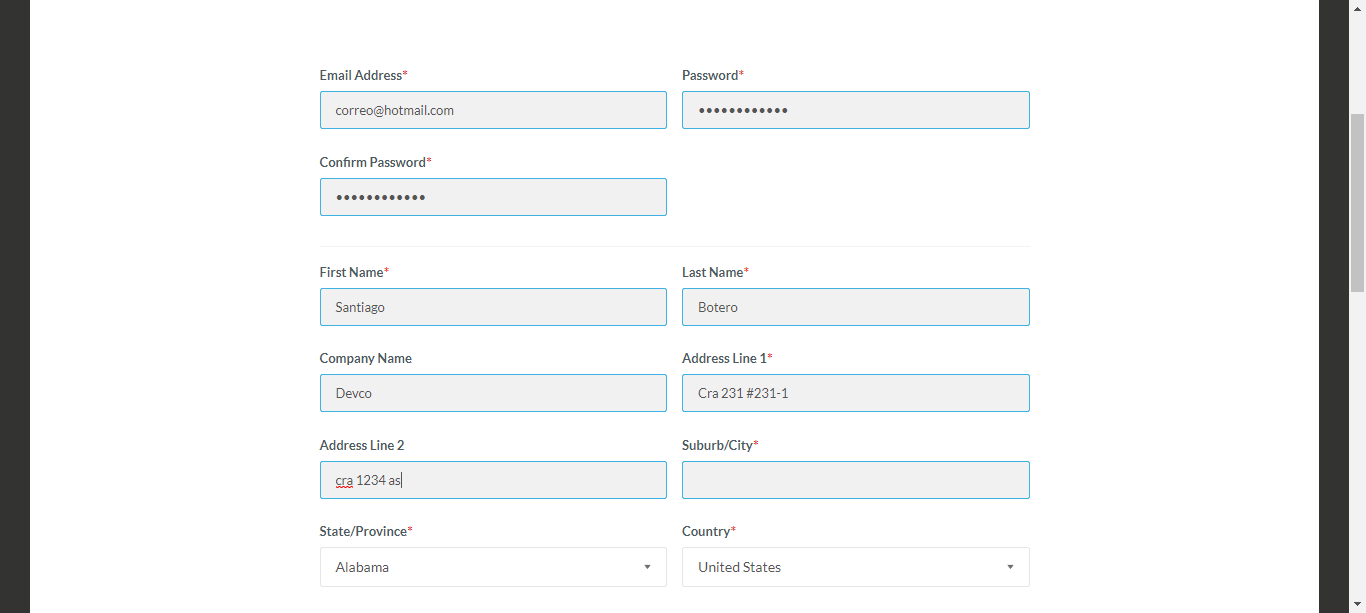 Email Address* Password*
correo@hotmail.com ••••••••••••
Confirm Password*
••••••••••••
First Name* Last Name*
Santiago Botero
Company Name Address Line 1*
Devco Cra 231 #231-1
Address Line 2 Suburb/City*
cra 1234 as
State/Province* Country*
Alabama United States